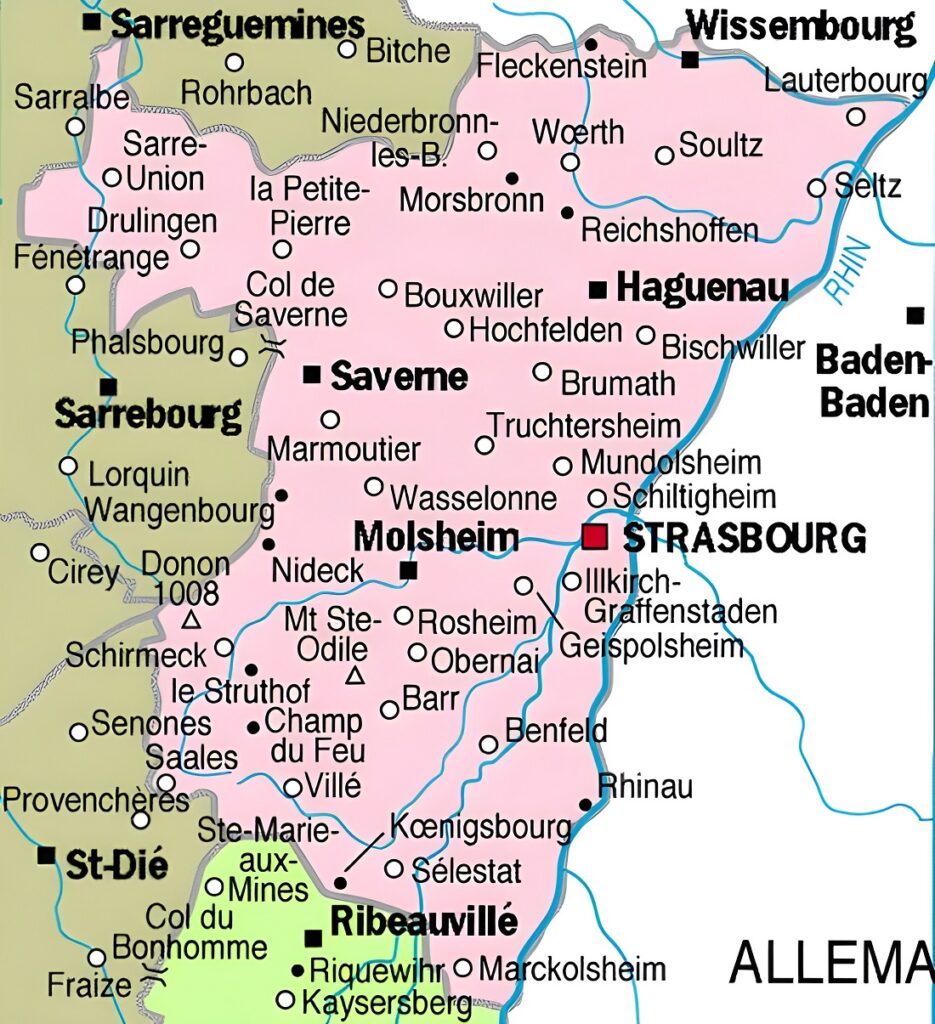 Sarreguemines
Bitche
Rohrbach
Fleckenstein
Wissembourg
Lauterbourg
Sarralbe
Niederbronn-
les-B.
Wœrth
Soultz
Sarre-
Union
la Petite-
Pierre
Morsbronn
Seltz
Drulingen
Reichshoffen
Fénétrange
Col de
Saverne
Bouxwiller
Haguenau
RHIN
Hochfelden
Phalsbourg
Bischwiller
Baden-
Baden
Saverne
Brumath
Sarrebourg
Marmoutier
Truchtersheim
Mundolsheim
Lorquin
Wangenbourg
Wasselonne
Schiltigheim
Molsheim
STRASBOURG
Cirey
Donon
1008
Nideck
Illkirch-
Graffenstaden
Mt Ste-
Odile
Rosheim
Geispolsheim
Schirmeck
Obernai
le Struthof
Barr
Senones
Champ
du Feu
Benfeld
Saales
Villé
Rhinau
Provenchères
Ste-Marie-
aux-
Mines
Kœnigsbourg
St-Dié
Sélestat
Col du
Bonhomme
Ribeauvillé
Fraize
Riquewihr
Marckolsheim
Kaysersberg
ALLEMA